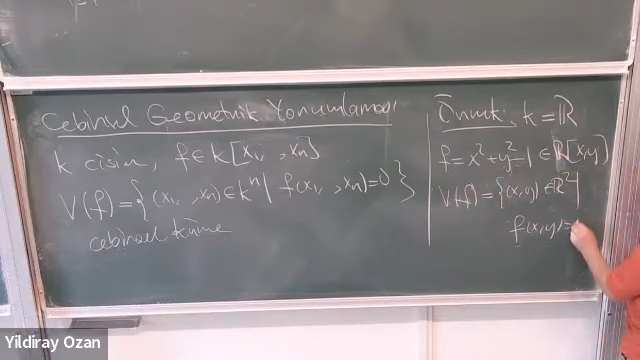 Cebirsel Geometrik Yorumlaması
k cisim, f∈k[x₁, ,xₙ]
V(f)={(x₁, ,xₙ)∈kⁿ| f(x₁, ,xₙ)=0}
cebirsel küme
Örnek: k=ℝ
f=x²+y²-1∈ℝ[x,y]
V(f)={(x,y)∈ℝ²|
f(x,y)=
Yildiray Ozan